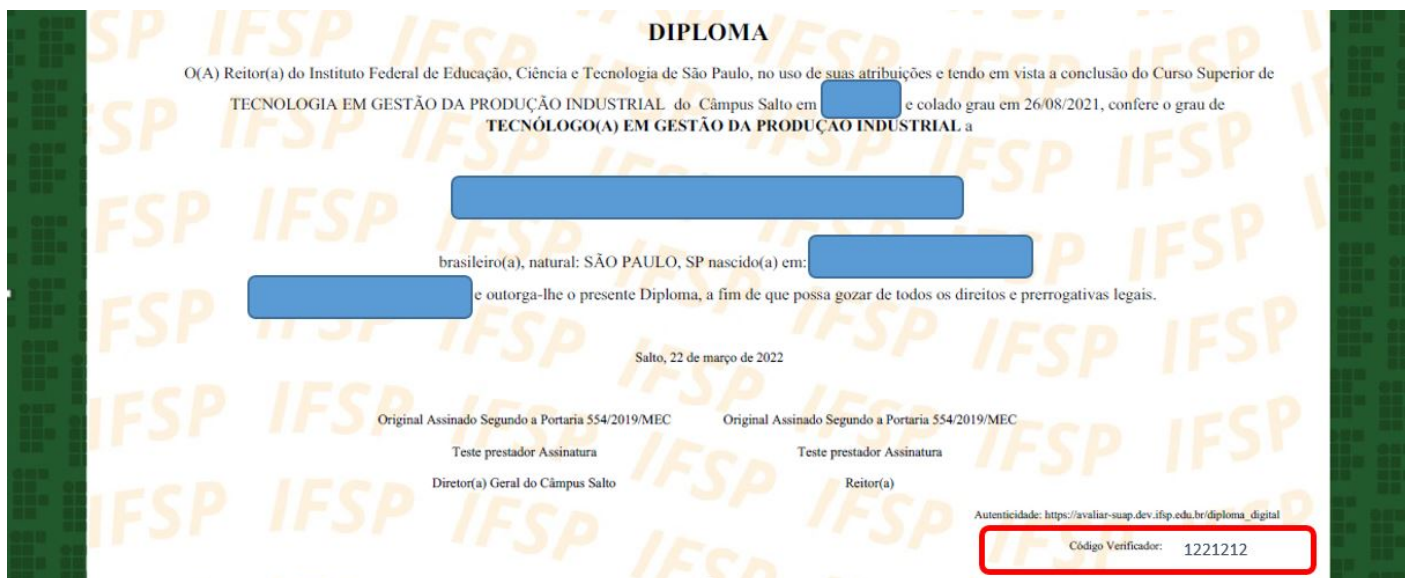 DIPLOMA
O(A) Reitor(a) do Instituto Federal de Educação, Ciência e Tecnologia de São Paulo, no uso de suas atribuições e tendo em vista a conclusão do Curso Superior de
TECNOLOGIA EM GESTÃO DA PRODUÇÃO INDUSTRIAL do Câmpus Salto em e colado grau em 26/08/2021, confere o grau de
TECNÓLOGO(A) EM GESTÃO DA PRODUÇÃO INDUSTRIAL a
brasileiro(a), natural: SÃO PAULO, SP nascido(a) em:
e outorga-lhe o presente Diploma, a fim de que possa gozar de todos os direitos e prerrogativas legais.
Salto, 22 de março de 2022
Original Assinado Segundo a Portaria 554/2019/MEC Original Assinado Segundo a Portaria 554/2019/MEC
Teste prestador Assinatura Teste prestador Assinatura
Diretor(a) Geral do Câmpus Salto Reitor(a)
Autenticidade: https://avaliar-suap.dev.ifsp.edu.br/diploma_digital
Código Verificador: 1221212